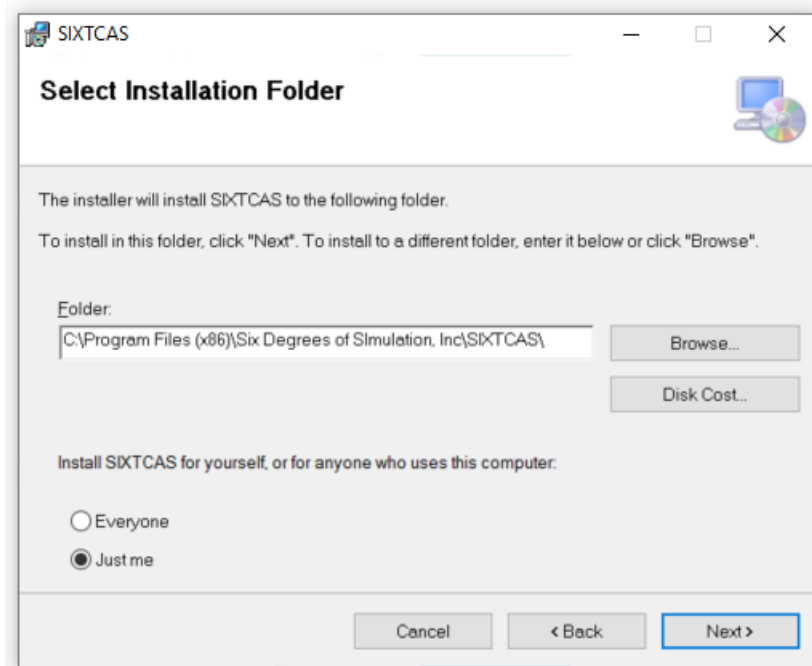 SIXTCAS
Select Installation Folder
The installer will install SIXTCAS to the following folder.
To install in this folder, click "Next". To install to a different folder, enter it below or click "Browse".
Folder:
C:\Program Files (x86)\Six Degrees of SImulation, Inc\SIXTCAS\
Browse...
Disk Cost...
Install SIXTCAS for yourself, or for anyone who uses this computer:
Everyone
Just me
Cancel
< Back
Next >